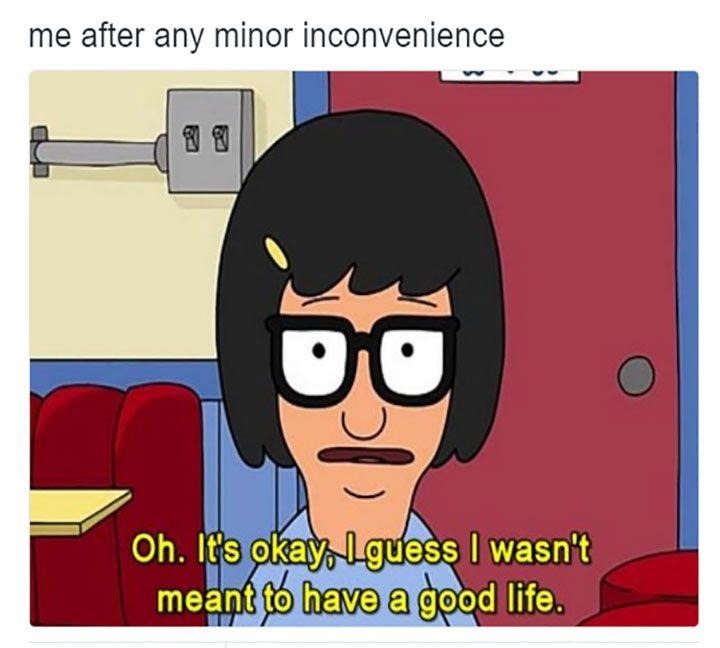 me after any minor inconvenience
Oh. It's okay, I guess I wasn't
meant to have a good life.